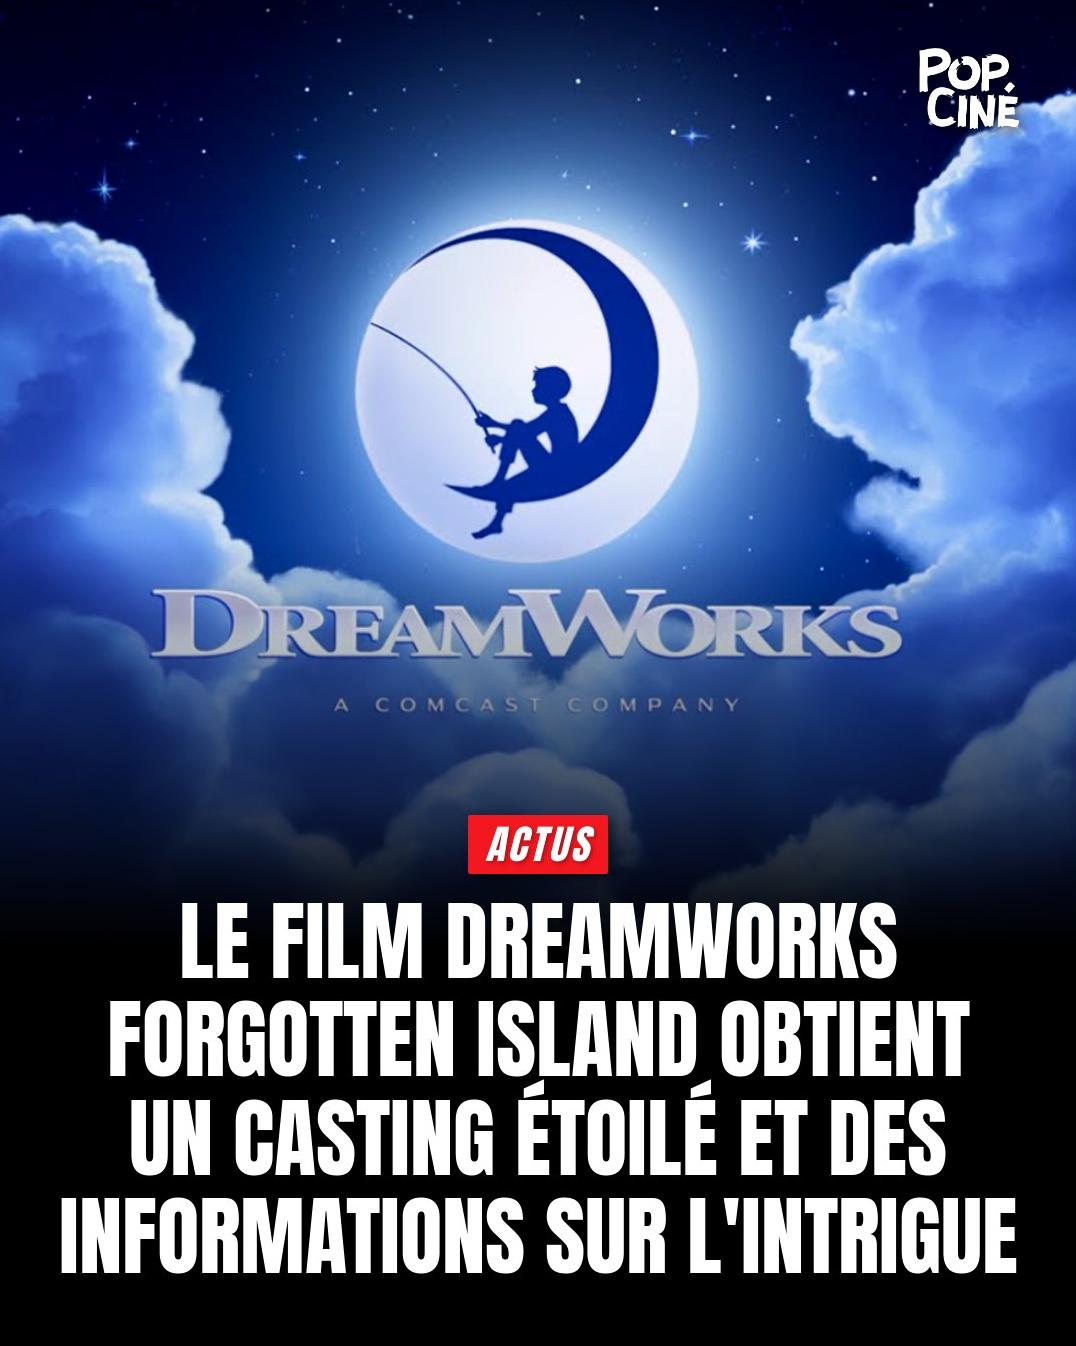 POP.
CINÉ
DREAMWORKS
A COMCAST COMPANY
ACTUS
LE FILM DREAMWORKS
FORGOTTEN ISLAND OBTIENT
UN CASTING ÉTOILÉ ET DES
INFORMATIONS SUR L'INTRIGUE